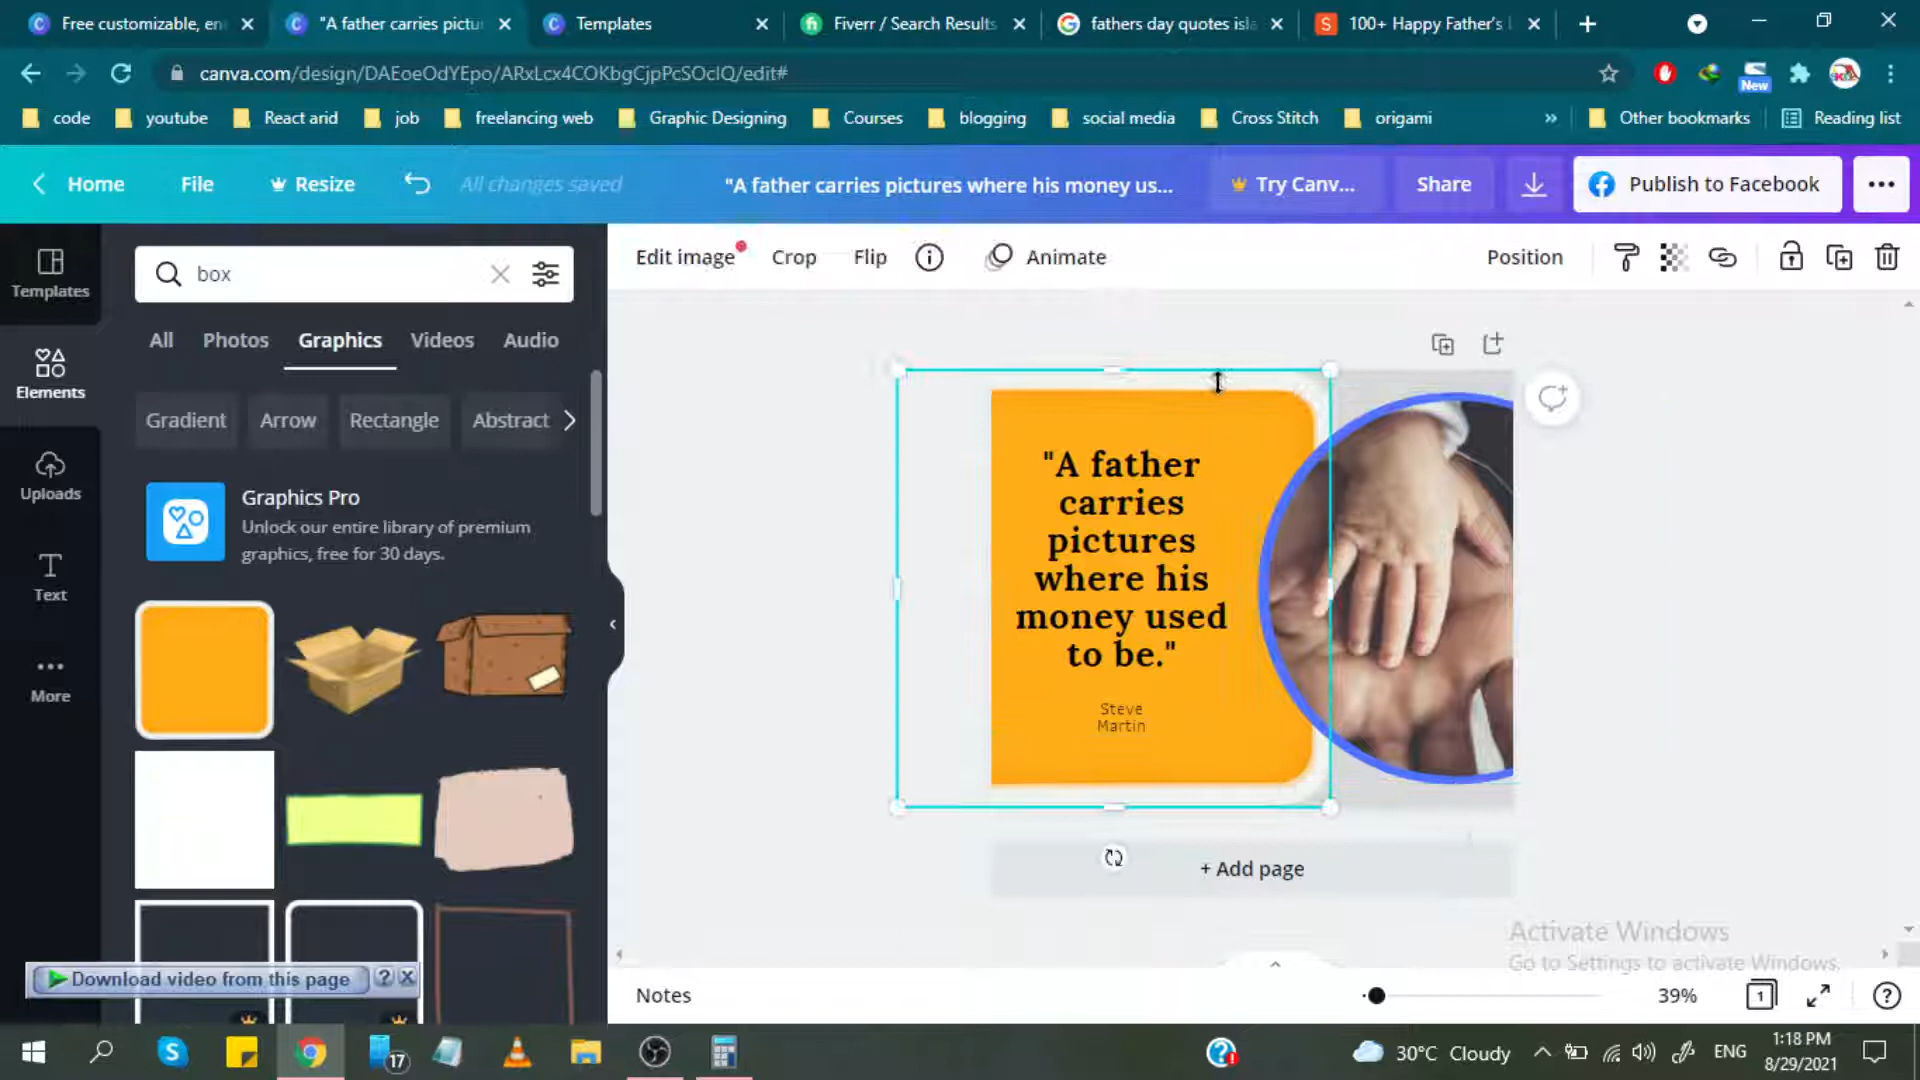 Free customizable, en
"A father carries pictu
Templates
Fiverr / Search Results
fathers day quotes isla
100+ Happy Father's
canva.com/design/DAEoeOdYEpo/ARxLcx4COKbgCjpPcSOcIQ/edit#
New
code
youtube
React and
job
freelancing web
Graphic Designing
Courses
blogging
social media
Cross Stitch
origami
»
Other bookmarks
Reading list
Home
File
Resize
All changes saved
"A father carries pictures where his money us...
Try Canv...
Share
Publish to Facebook
Templates
Elements
Uploads
Text
More
box
All
Photos
Graphics
Videos
Audio
Gradient
Arrow
Rectangle
Abstract
Graphics Pro
Unlock our entire library of premium
graphics, free for 30 days.
Download video from this page
Edit image
Crop
Flip
Animate
Position
"A father
carries
pictures
where his
money used
to be."
Steve
Martin
+ Add page
Activate Windows
Go to Settings to activate Windows.
Notes
39%
1
17
30°C Cloudy
ENG
1:18 PM
8/29/2021